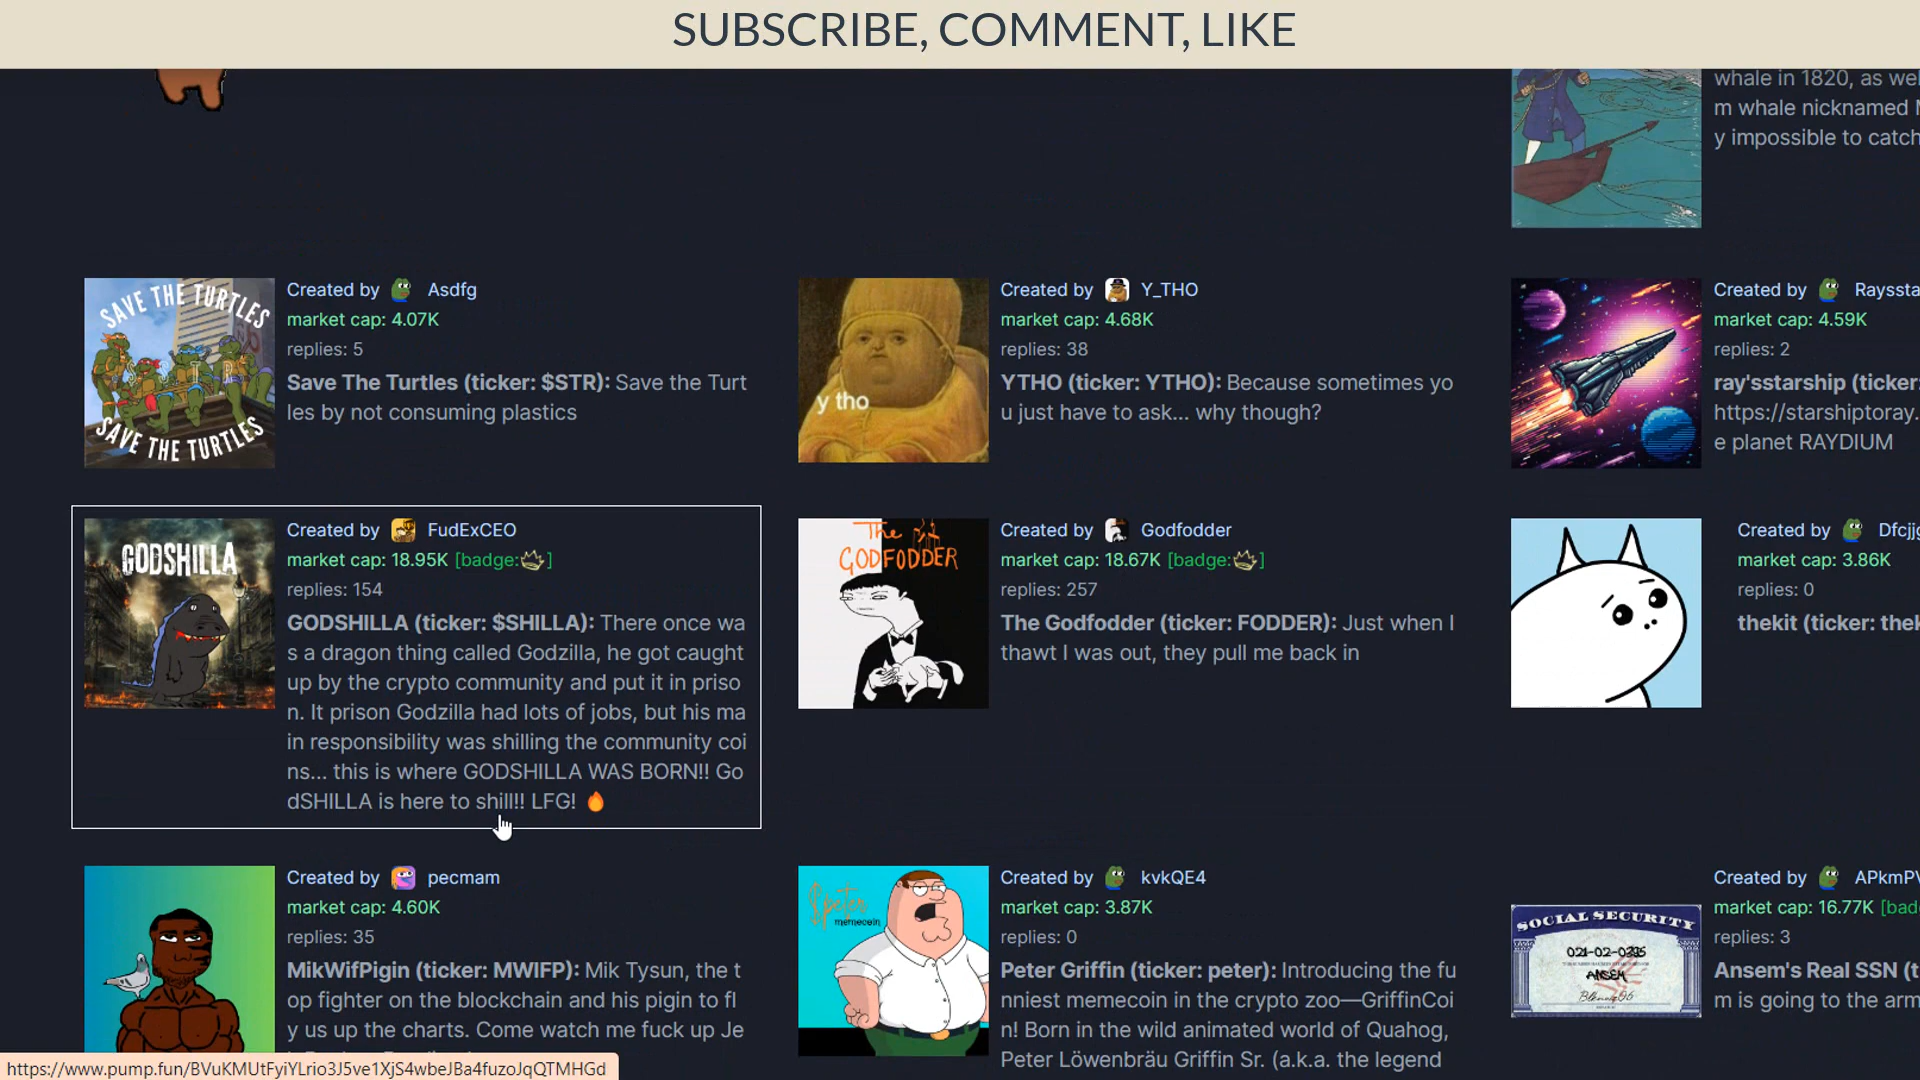 SUBSCRIBE, COMMENT, LIKE
whale in 1820, as wel
m whale nicknamed
y impossible to catch
SAVE THE TURTLES
S T R
SAVE THE TURTLES
Created by Asdfg
market cap: 4.07K
replies: 5
Save The Turtles (ticker: $STR): Save the Turt
les by not consuming plastics
y tho
Created by Y_THO
market cap: 4.68K
replies: 38
YTHO (ticker: YTHO): Because sometimes yo
u just have to ask... why though?
Created by Rayssta
market cap: 4.59K
replies: 2
ray'sstarship (ticker:
https://starshiptoray.
e planet RAYDIUM
GODSHILLA
Created by FudExCEO
market cap: 18.95K [badge: ]
replies: 154
GODSHILLA (ticker: $SHILLA): There once wa
s a dragon thing called Godzilla, he got caught
up by the crypto community and put it in priso
n. It prison Godzilla had lots of jobs, but his ma
in responsibility was shilling the community coi
ns... this is where GODSHILLA WAS BORN!! Go
dSHILLA is here to shill!! LFG! 🔥
The
GODFODDER
Created by Godfodder
market cap: 18.67K [badge: ]
replies: 257
The Godfodder (ticker: FODDER): Just when I
thawt I was out, they pull me back in
Created by Dfcjjg
market cap: 3.86K
replies: 0
thekit (ticker: thek
Created by pecmam
market cap: 4.60K
replies: 35
MikWifPigin (ticker: MWIFP): Mik Tysun, the t
op fighter on the blockchain and his pigin to fl
y us up the charts. Come watch me fuck up Je
$peter
memecoin
Created by kvkQE4
market cap: 3.87K
replies: 0
Peter Griffin (ticker: peter): Introducing the fu
nniest memecoin in the crypto zoo—GriffinCoi
n! Born in the wild animated world of Quahog,
Peter Löwenbräu Griffin Sr. (a.k.a. the legend
SOCIAL SECURITY
ANSEM
Created by APkmPV
market cap: 16.77K [bad
replies: 3
Ansem's Real SSN (t
m is going to the arm
https://www.pump.fun/BVuKMUtFyiYLrio3J5ve1XjS4wbeJBa4fuzoJqQTMHGd